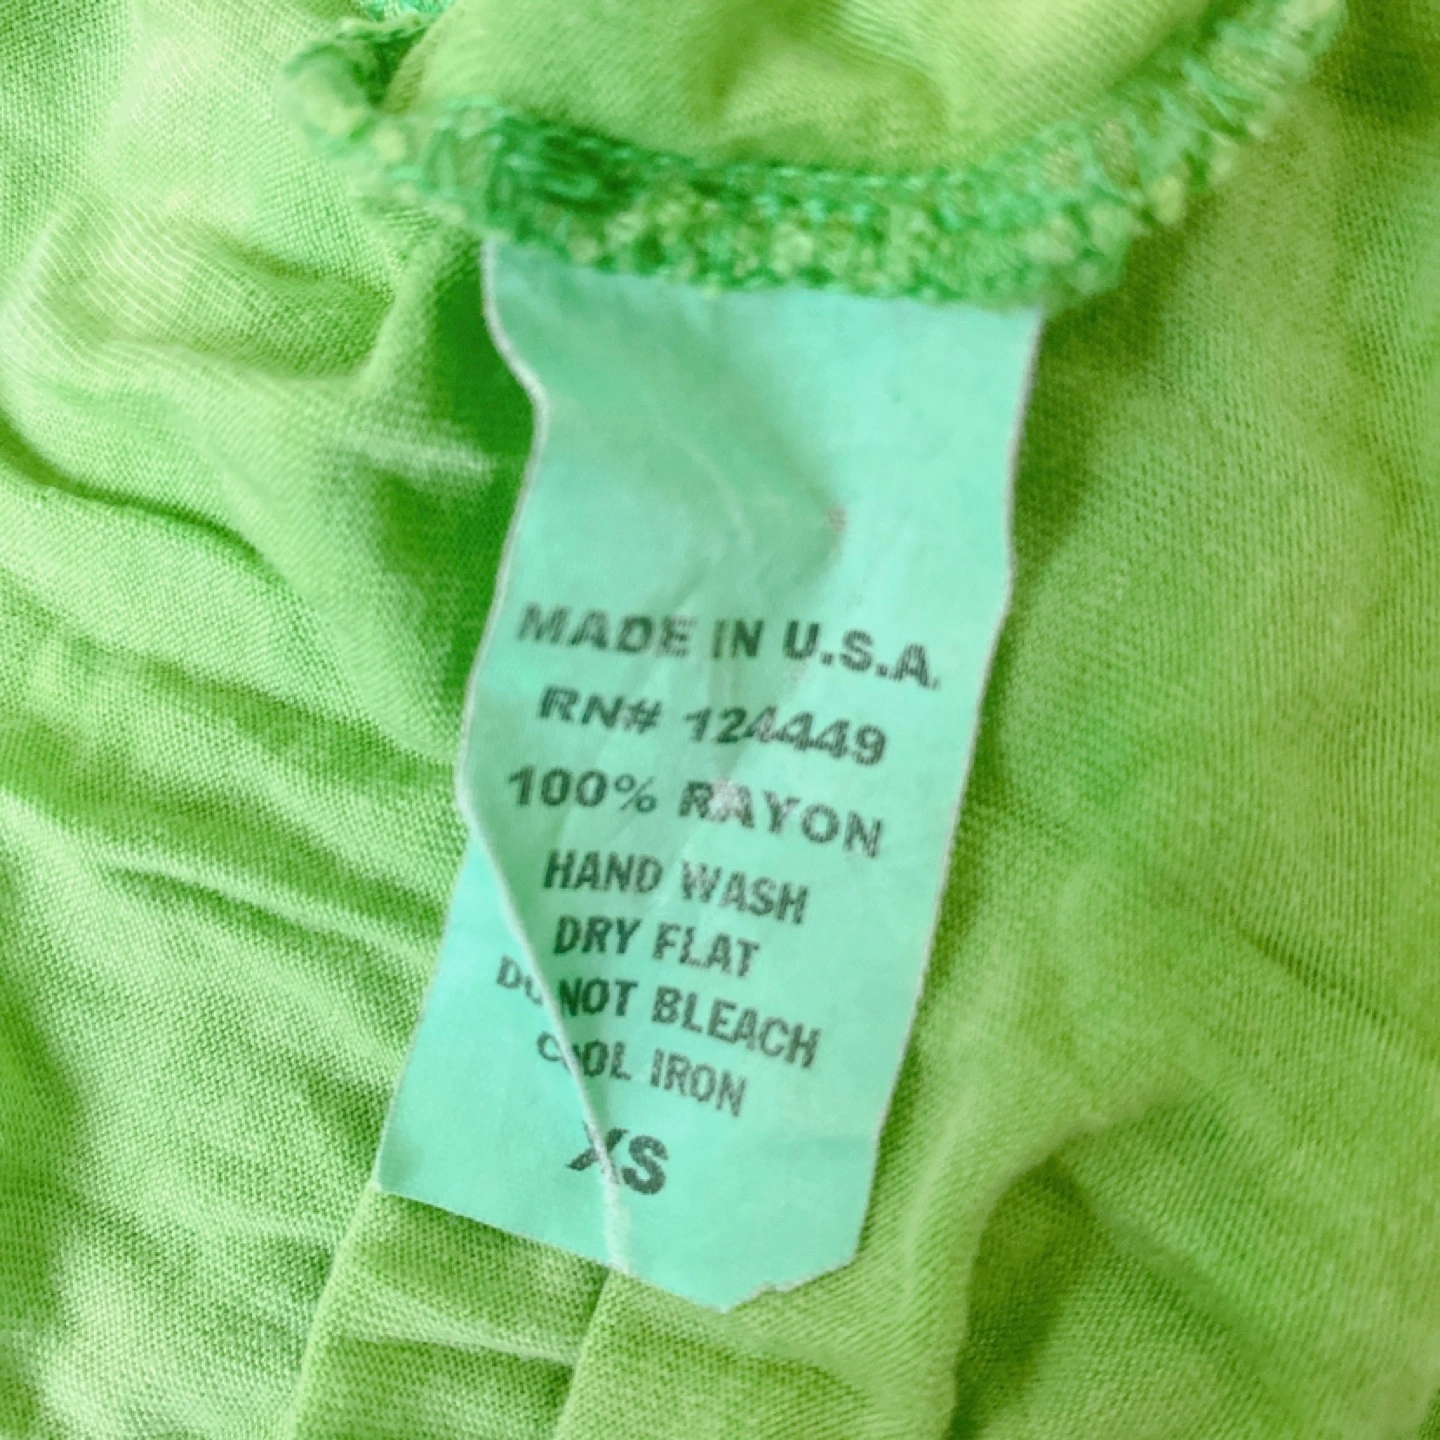 MADE IN U.S.A.
RN# 124449
100% RAYON
HAND WASH
DRY FLAT
DO NOT BLEACH
COOL IRON
XS